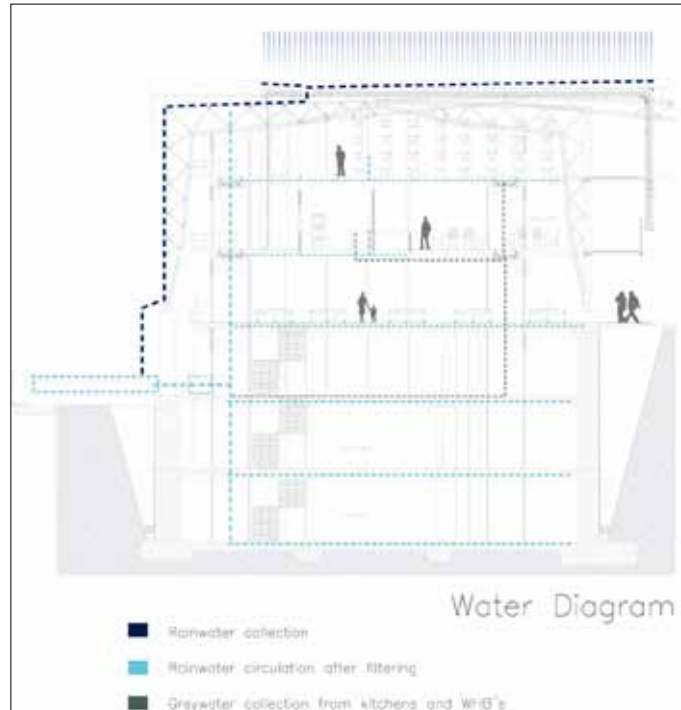 Water Diagram
Rainwater collection
Rainwater circulation after filtering
Greywater collection from kitchens and WHB's